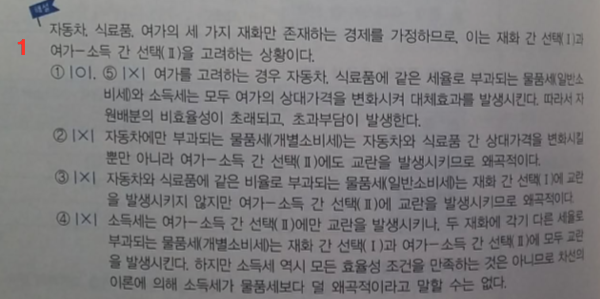 해설
자동차, 식료품, 여가의 세 가지 재화만 존재하는 경제를 가정하므로, 이는 재화 간 선택(Ⅰ)과
1
여가-소득 간 선택(Ⅱ)을 고려하는 상황이다.
① |O|, ⑤ |X| 여가를 고려하는 경우 자동차, 식료품에 같은 세율로 부과되는 물품세(일반소
비세)와 소득세는 모두 여가의 상대가격을 변화시켜 대체효과를 발생시킨다. 따라서 자
원배분의 비효율성이 초래되고, 초과부담이 발생한다.
② |X| 자동차에만 부과되는 물품세(개별소비세)는 자동차와 식료품 간 상대가격을 변화시킬
뿐만 아니라 여가-소득 간 선택(Ⅱ)에도 교란을 발생시키므로 왜곡적이다.
③ |X| 자동차와 식료품에 같은 비율로 부과되는 물품세(일반소비세)는 재화 간 선택(Ⅰ)에 교란
을 발생시키지 않지만 여가-소득 간 선택(Ⅱ)에 교란을 발생시키므로 왜곡적이다
④ |X| 소득세는 여가-소득 간 선택(Ⅱ)에만 교란을 발생시키나, 두 재화에 각기 다른 세율로
부과되는 물품세(개별소비세)는 재화 간 선택(Ⅰ)과 여가-소득 간 선택(Ⅱ)에 모두 교란
을 발생시킨다. 하지만 소득세 역시 모든 효율성 조건을 만족하는 것은 아니므로 차선의
이론에 의해 소득세가 물품세보다 덜 왜곡적이라고 말할 수는 없다.